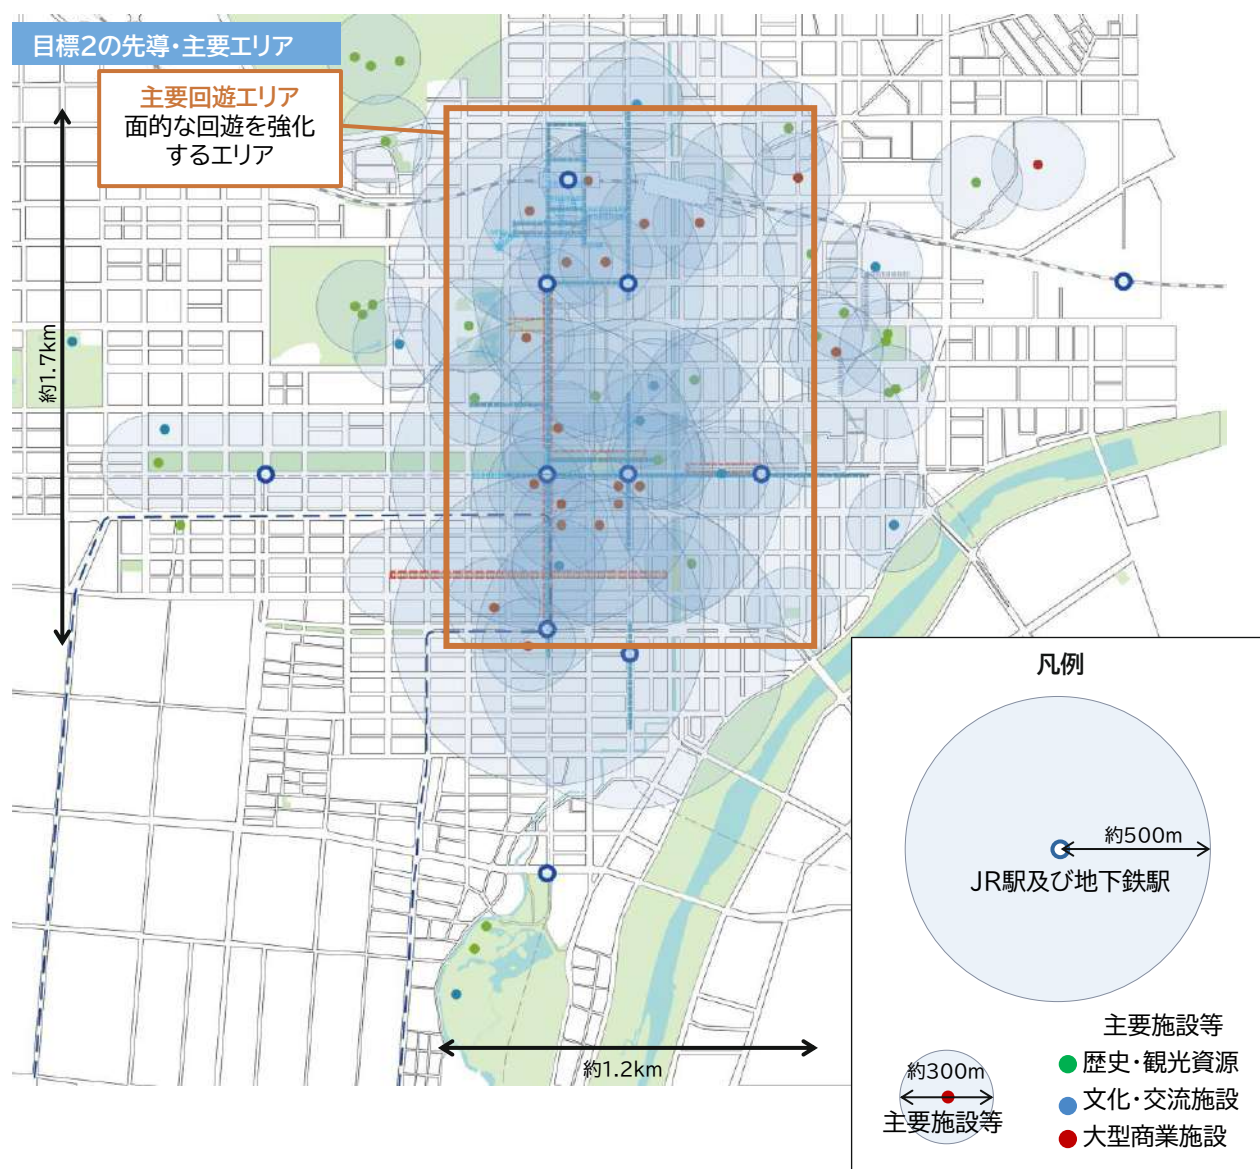 目標2の先導・主要エリア
主要回遊エリア
面的な回遊を強化
するエリア
約1.7km
約1.2km
凡例
約500m
JR駅及び地下鉄駅
主要施設等
約300m
主要施設等
歴史・観光資源
文化・交流施設
大型商業施設